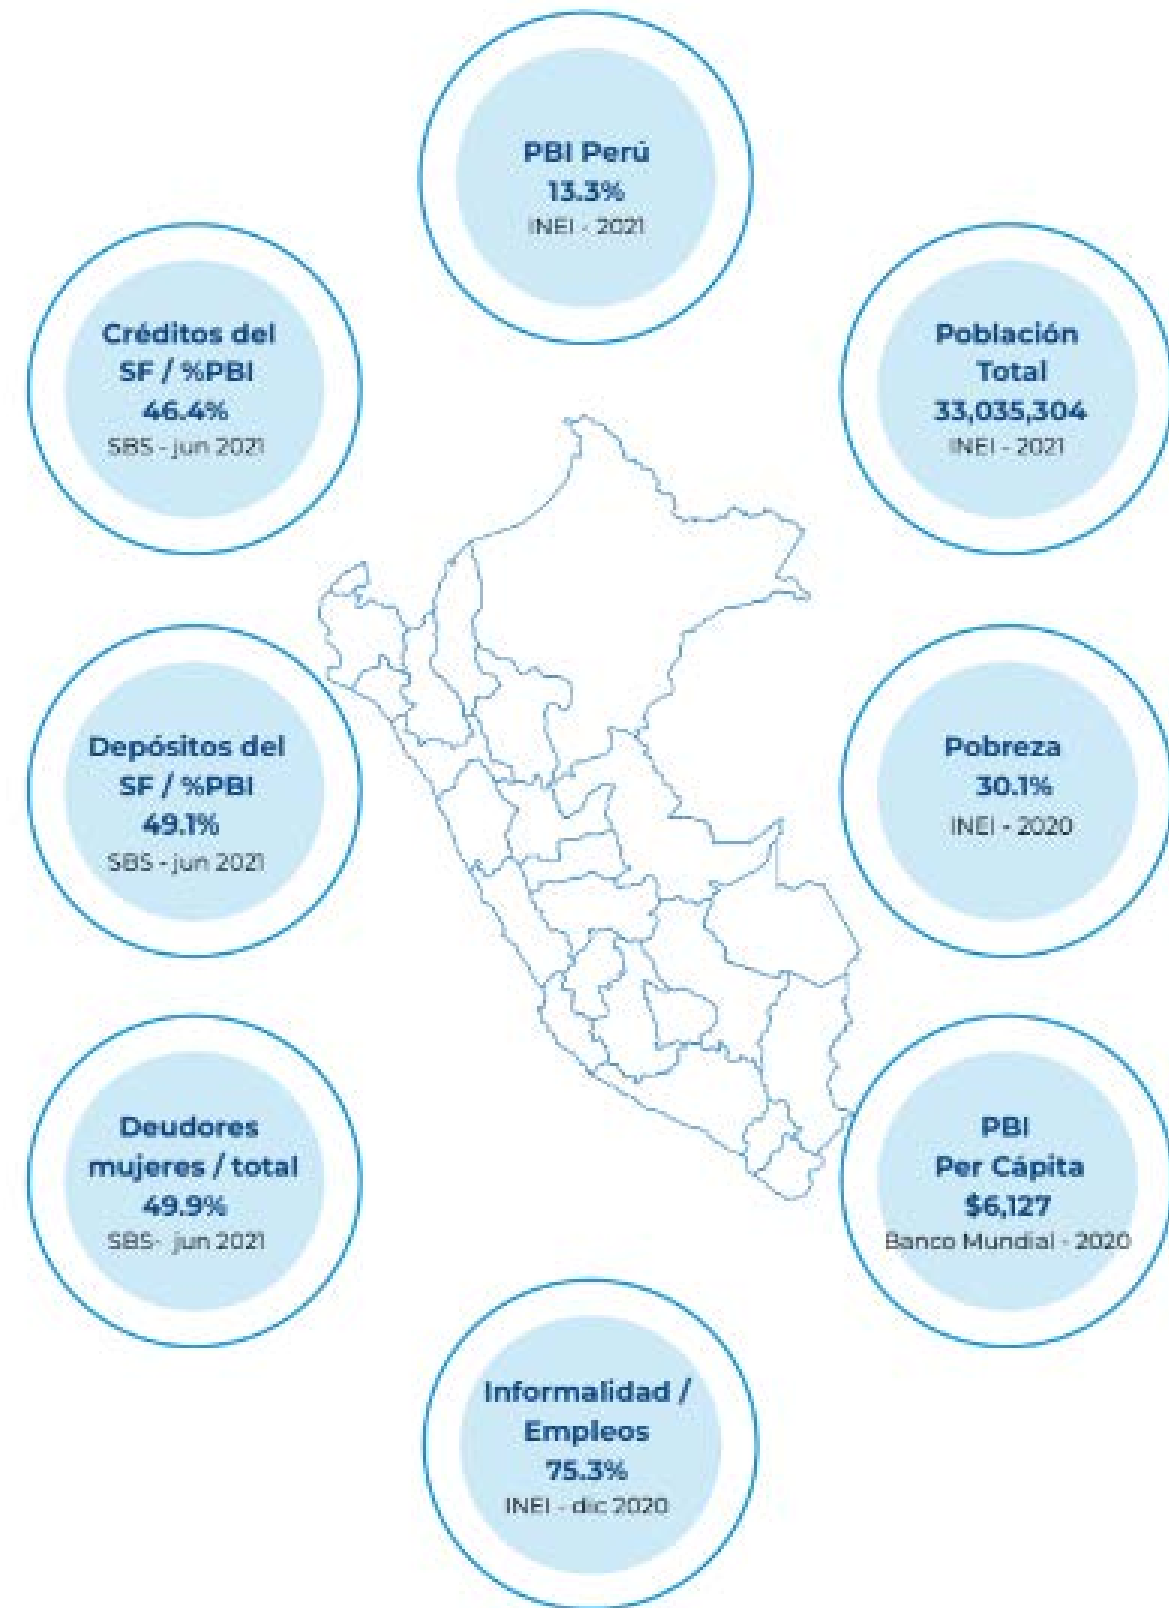 PBI Perú
13.3%
INEI - 2021
Créditos del
SF / %PBI
46.4%
SBS - jun 2021
Población
Total
33,035,304
INEI - 2021
Depósitos del
SF / %PBI
49.1%
SBS - jun 2021
Pobreza
30.1%
INEI - 2020
Deudores
mujeres / total
49.9%
SBS- jun 2021
PBI
Per Cápita
$6,127
Banco Mundial - 2020
Informalidad /
Empleos
75.3%
INEI - dic 2020